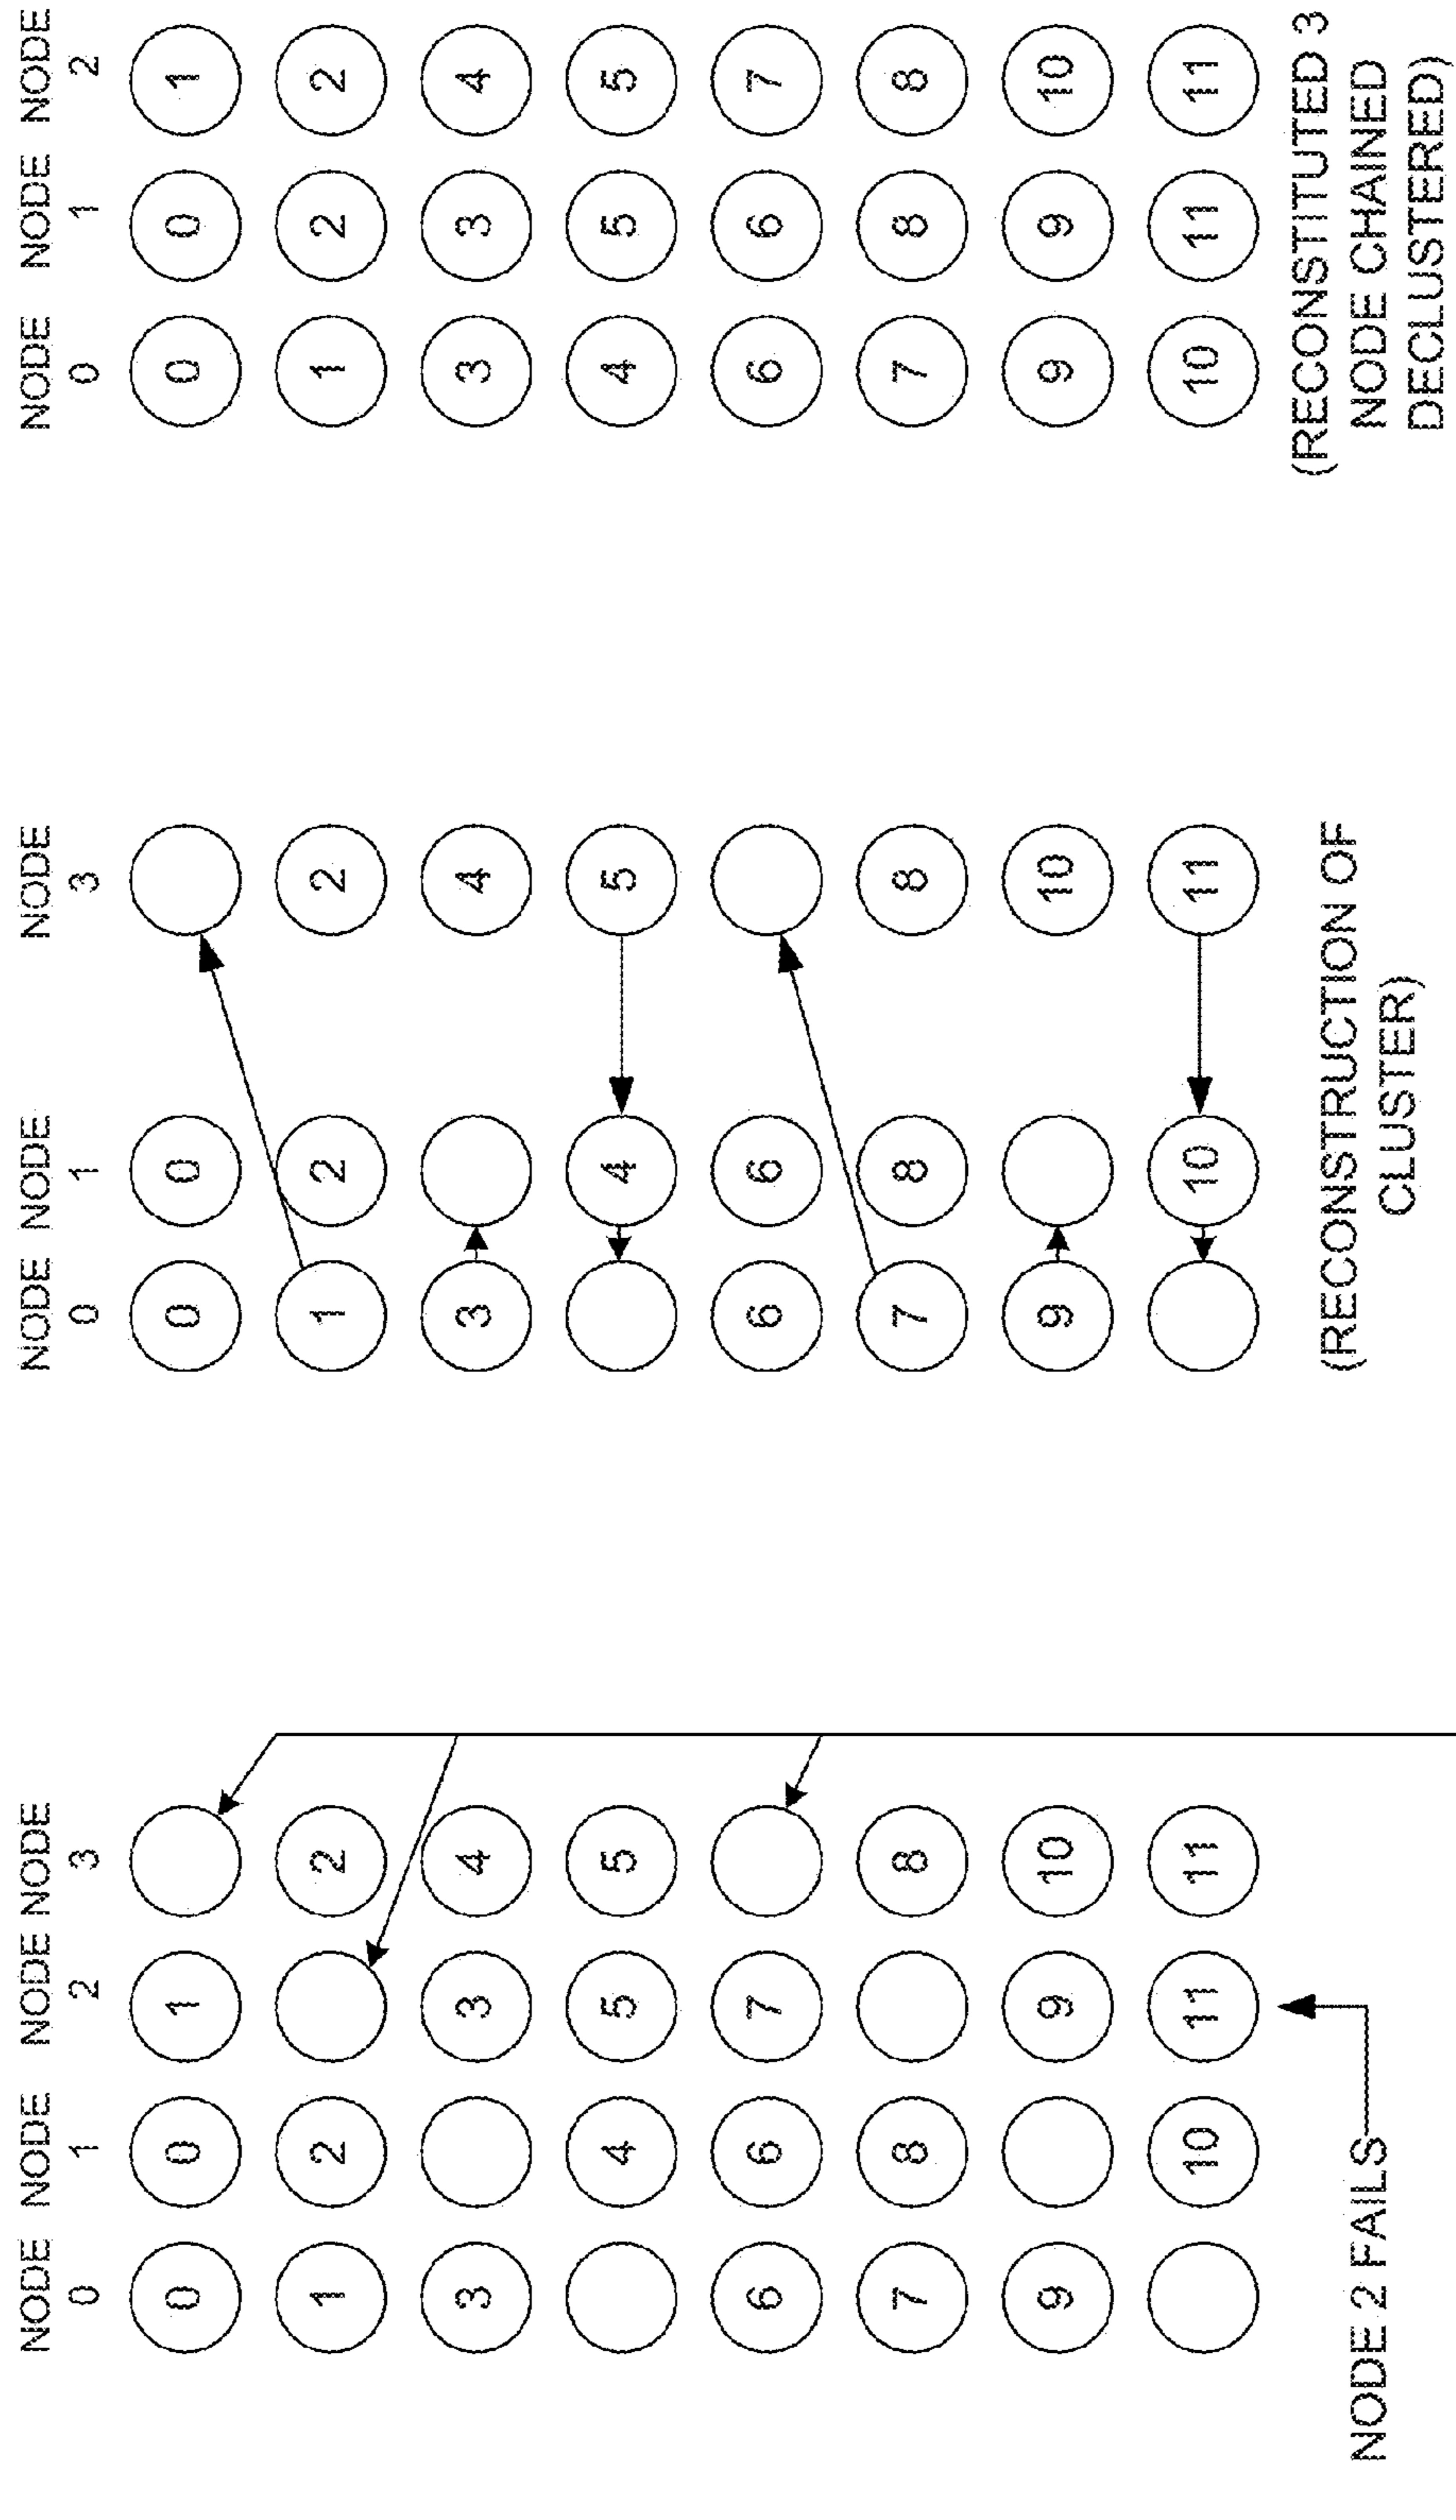 NODE NODE NODE NODE
0 1 2 3
0 0 1
1 2 2
3 3 4
4 5 5
6 6 7
7 8 8
9 9 10
10 11 11
NODE 2 FAILS
NODE NODE NODE
0 1 3
0 0
1 2 2
3 4
4 5
6 6
7 8 8
9 10
10 11
(RECONSTRUCTION OF
CLUSTER)
NODE NODE NODE
0 1 2
0 0 1
1 2 2
3 3 4
4 5 5
6 6 7
7 8 8
9 9 10
10 11 11
(RECONSTITUTED 3
NODE CHAINED
DECLUSTERED)